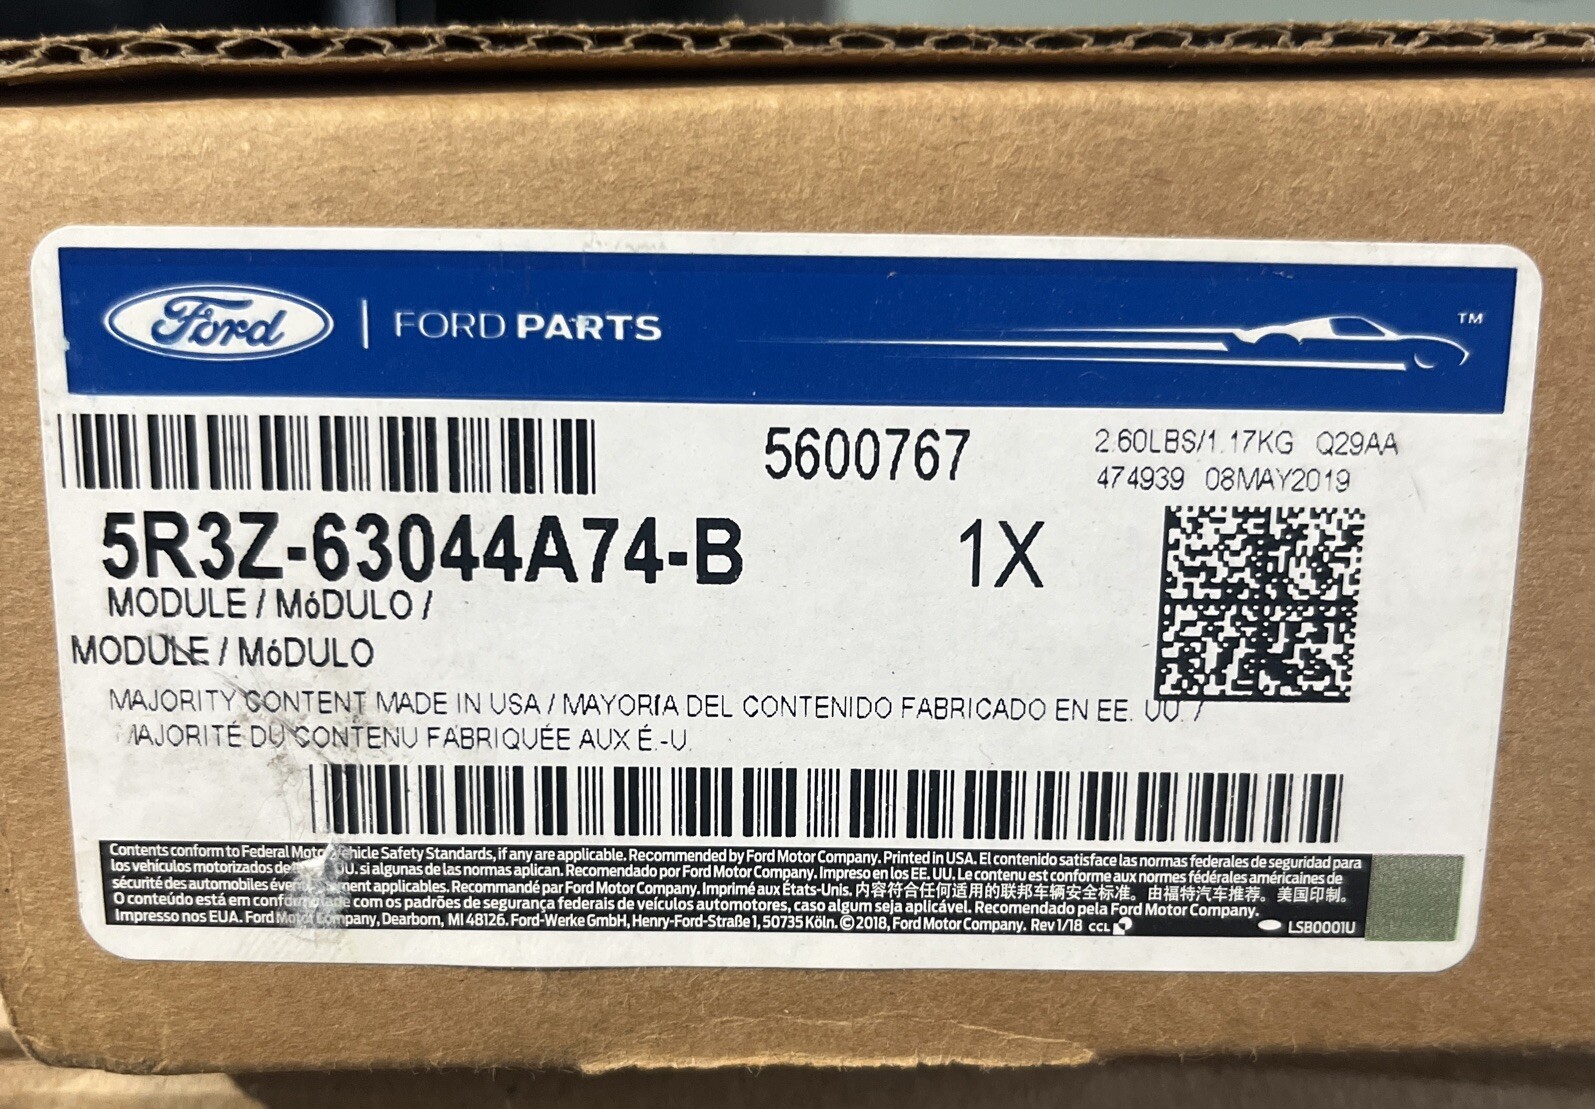 Ford | FORD PARTS TM
5600767
2.60LBS/1.17KG Q29AA
474939 08MAY2019
5R3Z-63044A74-B 1X
MODULE / MóDULO /
MODULE / MóDULO
MAJORITY CONTENT MADE IN USA / MAYORIA DEL CONTENIDO FABRICADO EN EE. UU. /
MAJORITÉ DU CONTENU FABRIQUÉE AUX É.-U.
Contents conform to Federal Motor Vehicle Safety Standards, if any are applicable. Recommended by Ford Motor Company. Printed in USA. El contenido satisface las normas federales de seguridad para
los vehículos motorizados de UU. si algunas de las normas aplican. Recomendado por Ford Motor Company. Impreso en los EE. UU. Le contenu est conforme aux normes fédérales américaines de
sécurité des automobiles applicables. Recommandé par Ford Motor Company. Imprimé aux États-Unis. 内容符合任何适用的联邦车辆安全标准。由福特汽车推荐。美国印制。
O conteúdo está em com os padrões de segurança federais de veículos automotores, caso algum seja aplicável. Recomendado pela Ford Motor Company.
Impresso nos EUA. Ford Motor Company, Dearborn, MI 48126. Ford-Werke GmbH, Henry-Ford-Straße 1, 50735 Köln. ©2018, Ford Motor Company. Rev 1/18 CCL LSB0001U